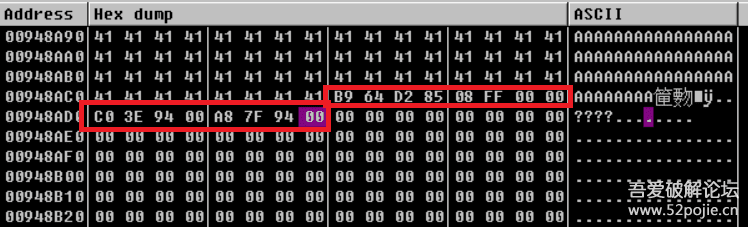 Address Hex dump ASCII
00948A90 41 41 41 41 41 41 41 41 41 41 41 41 41 41 41 41 AAAAAAAAAAAAAAAA
00948AA0 41 41 41 41 41 41 41 41 41 41 41 41 41 41 41 41 AAAAAAAAAAAAAAAA
00948AB0 41 41 41 41 41 41 41 41 41 41 41 41 41 41 41 41 AAAAAAAAAAAAAAAA
00948AC0 41 41 41 41 41 41 41 41 B9 64 D2 85 08 FF 00 00 AAAAAAAA
00948AD0 C0 3E 94 00 A8 7F 94 00 00 00 00 00 00 00 00 00 ????............
00948AE0 00 00 00 00 00 00 00 00 00 00 00 00 00 00 00 00 ................
00948AF0 00 00 00 00 00 00 00 00 00 00 00 00 00 00 00 00 ................
00948B00 00 00 00 00 00 00 00 00 00 00 00 00 00 00 00 00 ................
00948B10 00 00 00 00 00 00 00 00 00 00 00 00 00 00 00 00 ................
00948B20 00 00 00 00 00 00 00 00 00 00 00 00 00 00 00 00 ................
吾爱破解论坛
www.52pojie.cn